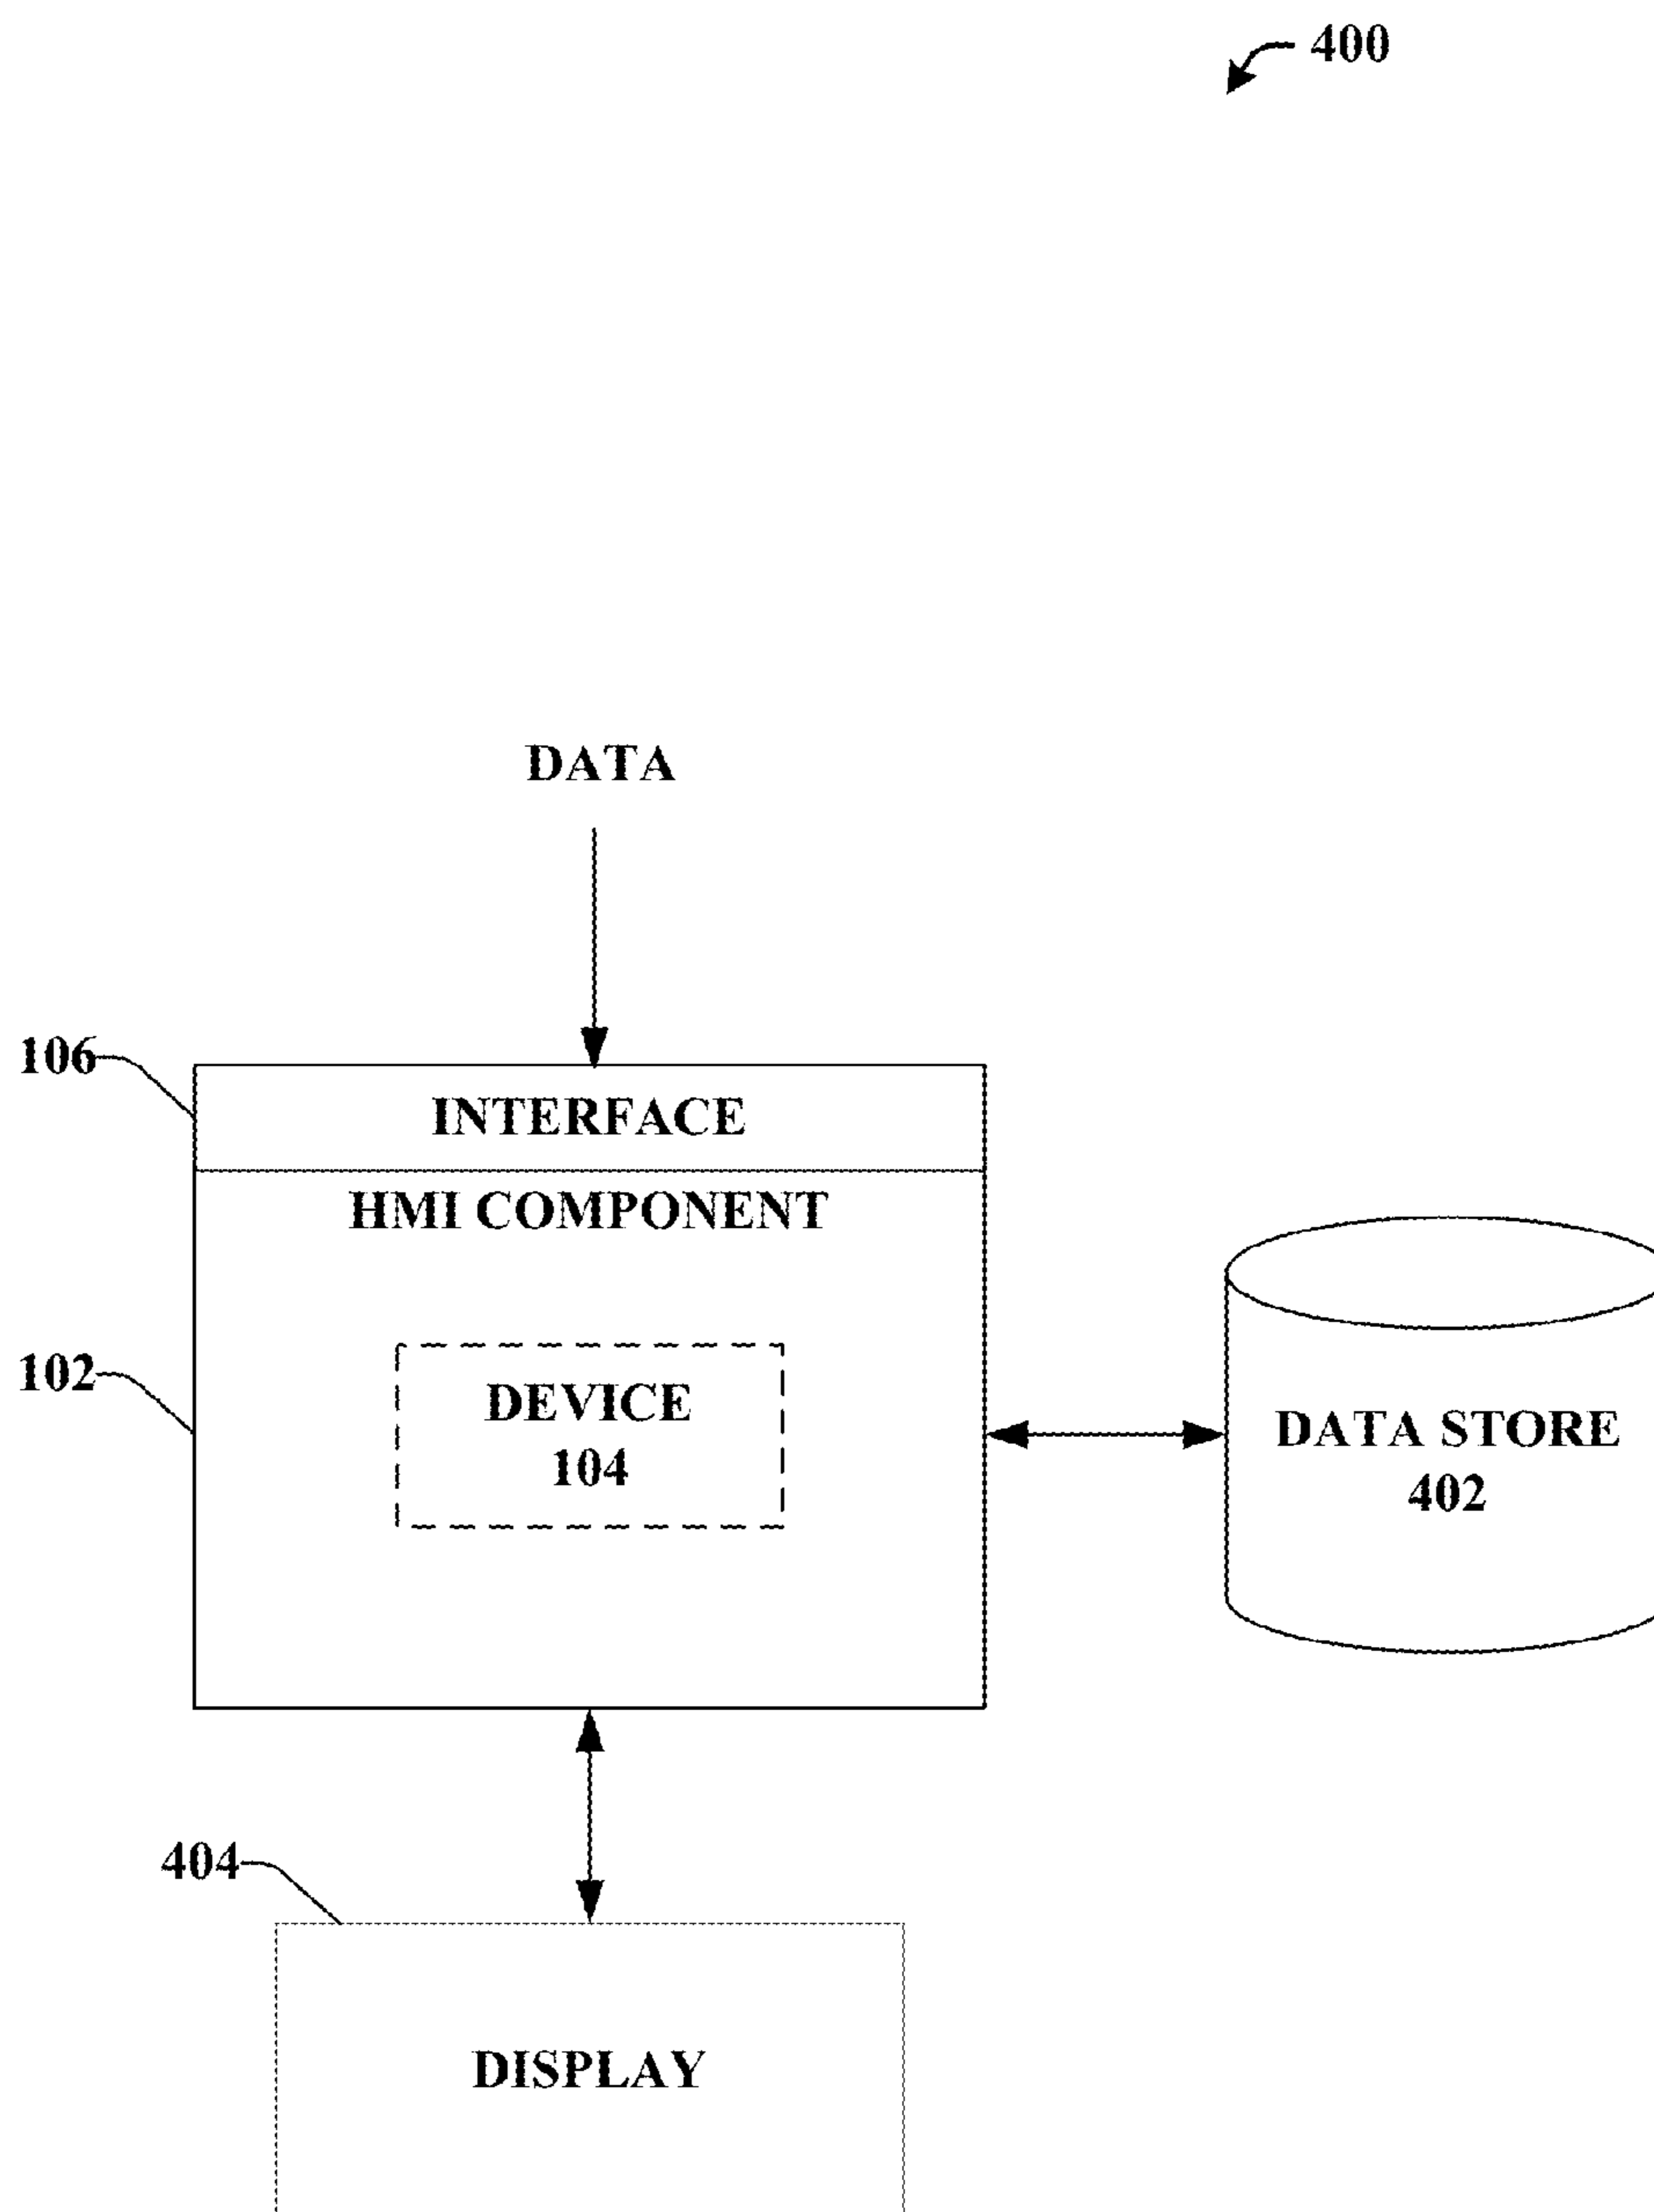 400
DATA
106
INTERFACE
HMI COMPONENT
102
DEVICE
104
DATA STORE
402
404
DISPLAY